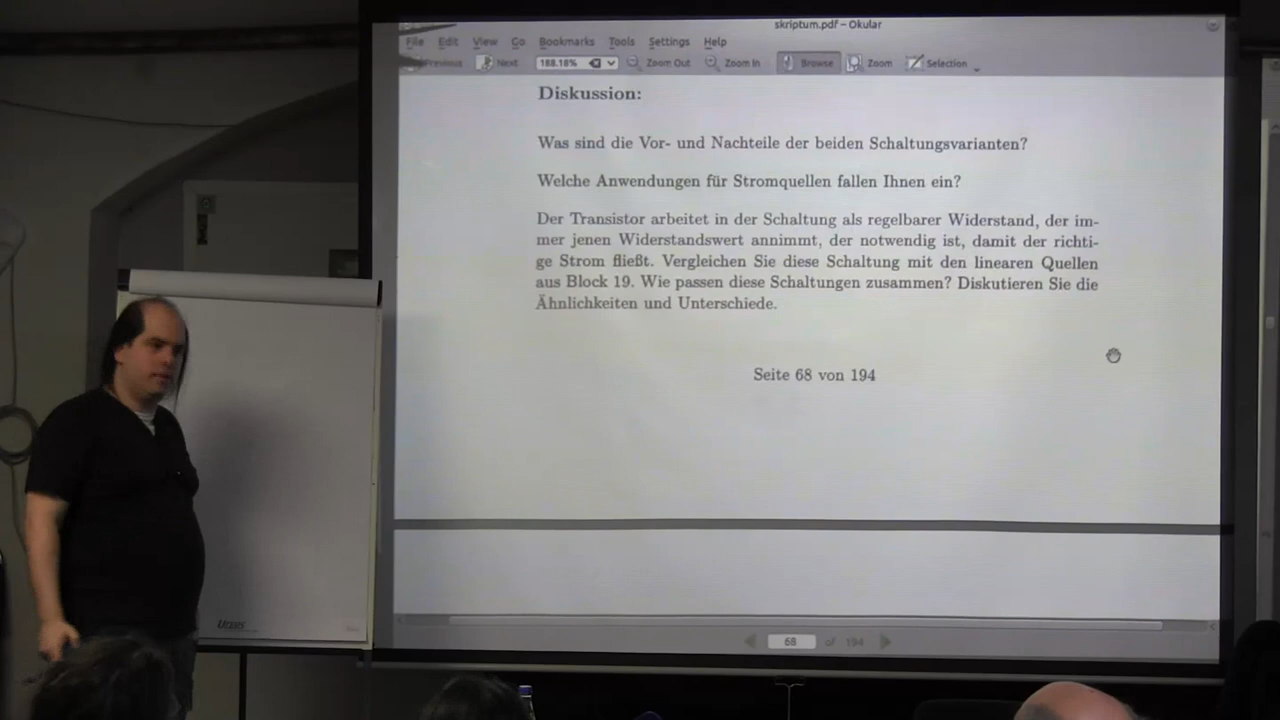 skriptum.pdf – Okular
File Edit View Go Bookmarks Tools Settings Help
Previous Next 188.18% Zoom Out Zoom In Browse Zoom Selection
Diskussion:
Was sind die Vor- und Nachteile der beiden Schaltungsvarianten?
Welche Anwendungen für Stromquellen fallen Ihnen ein?
Der Transistor arbeitet in der Schaltung als regelbarer Widerstand, der im-
mer jenen Widerstandswert annimmt, der notwendig ist, damit der richti-
ge Strom fließt. Vergleichen Sie diese Schaltung mit den linearen Quellen
aus Block 19. Wie passen diese Schaltungen zusammen? Diskutieren Sie die
Ähnlichkeiten und Unterschiede.
Seite 68 von 194
68 of 194